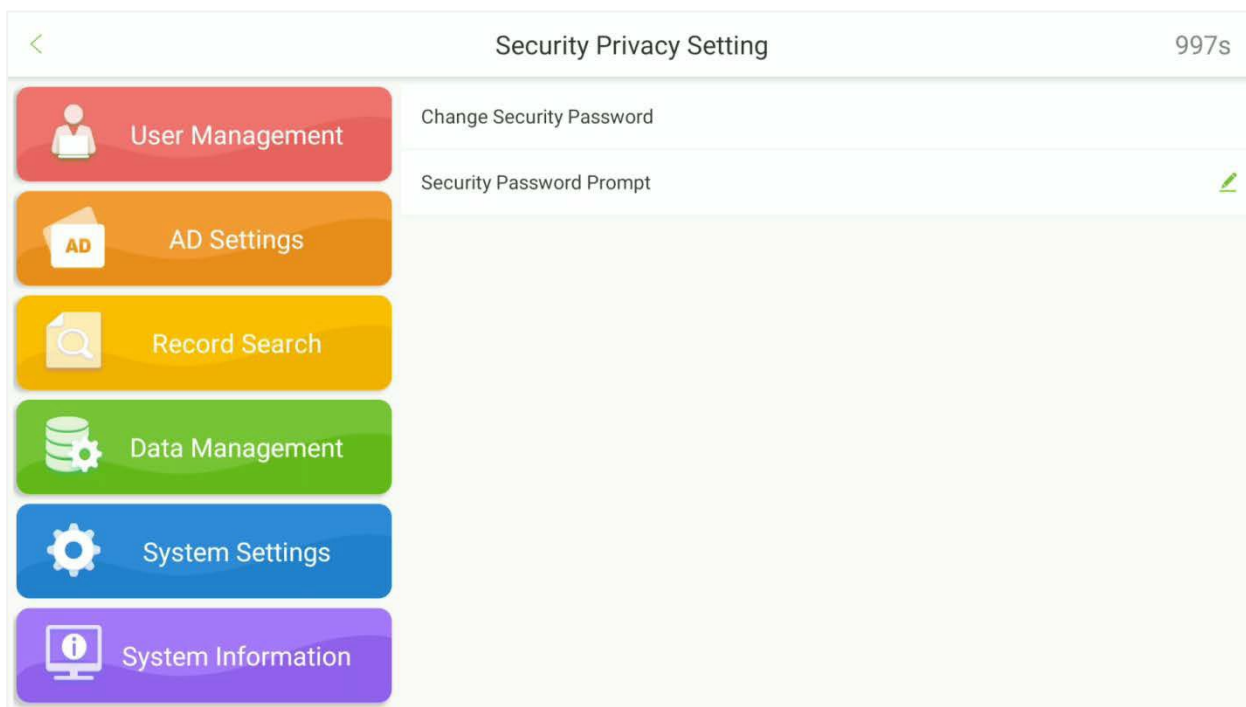 Security Privacy Setting
997s
User Management
AD
AD Settings
Record Search
Data Management
System Settings
System Information
Change Security Password
Security Password Prompt